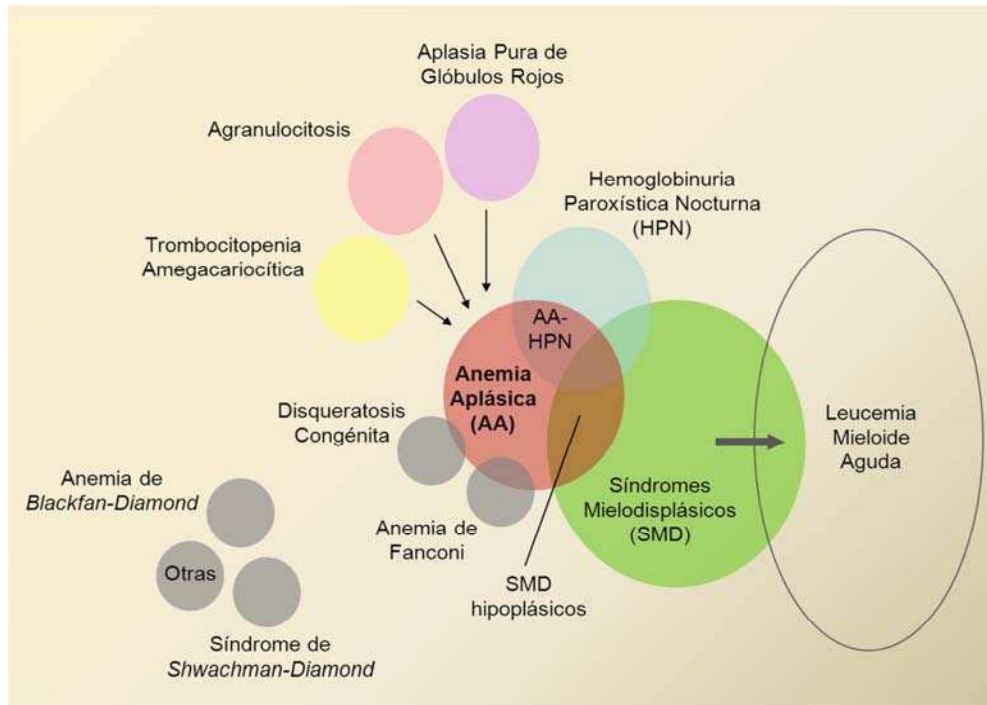 Aplasia Pura de
Glóbulos Rojos
Agranulocitosis
Hemoglobinuria
Paroxística Nocturna
(HPN)
Trombocitopenia
Amegacariocítica
AA-
HPN
Anemia
Aplásica
(AA)
Disqueratosis
Congénita
Leucemia
Mieloide
Aguda
Anemia de
Blackfan-Diamond
Síndromes
Mielodisplásicos
(SMD)
Anemia de
Fanconi
Otras
SMD
hipoplásicos
Síndrome de
Shwachman-Diamond